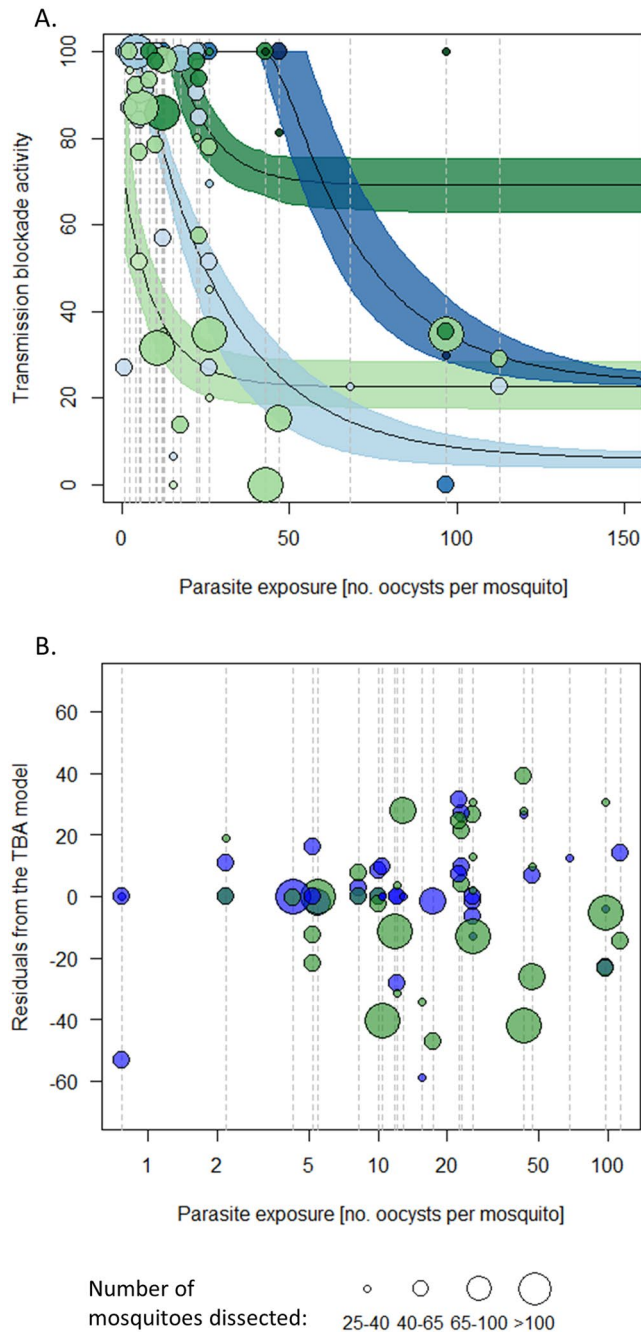 A.
100
80
60
40
20
0
Transmission blockade activity
0 50 100 150
Parasite exposure [no. oocysts per mosquito]
B.
60
40
20
0
-20
-40
-60
Residuals from the TBA model
1 2 5 10 20 50 100
Parasite exposure [no. oocysts per mosquito]
Number of
mosquitoes dissected:
25-40 40-65 65-100 >100